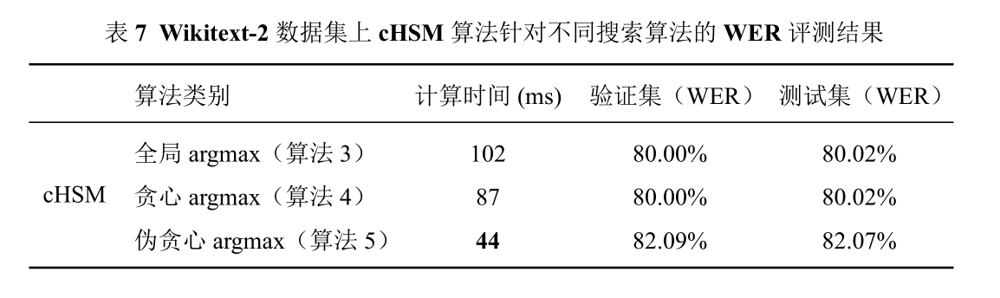 表 7 Wikitext-2 数据集上 cHSM 算法针对不同搜索算法的 WER 评测结果
算法类别 计算时间 (ms) 验证集（WER） 测试集（WER）
全局 argmax（算法 3） 102 80.00% 80.02%
cHSM 贪心 argmax（算法 4） 87 80.00% 80.02%
伪贪心 argmax（算法 5） 44 82.09% 82.07%